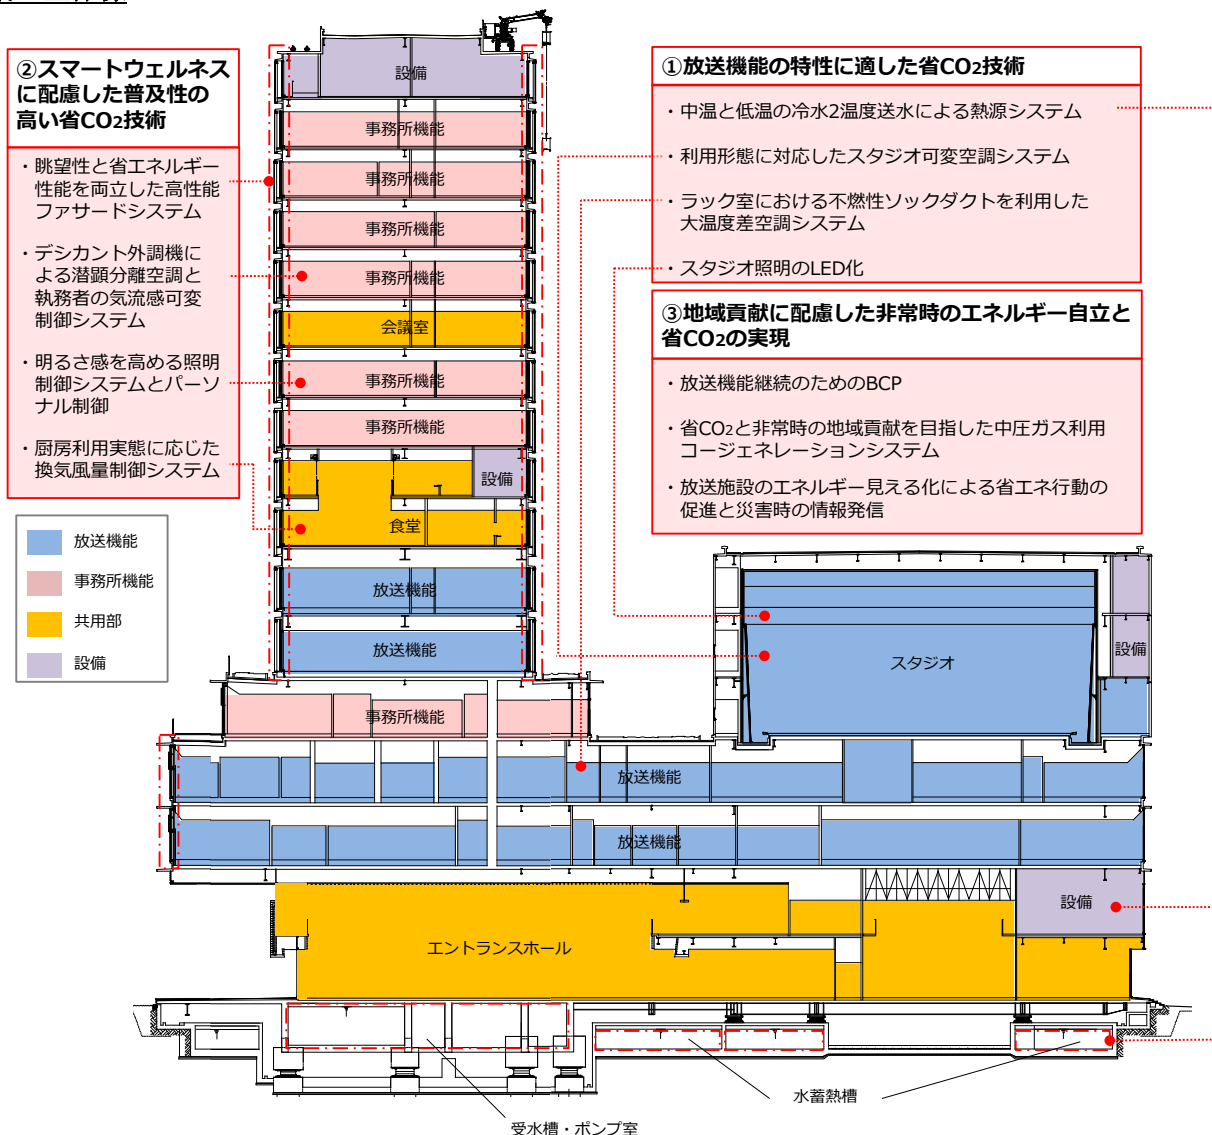 ②スマートウェルネス
に配慮した普及性の
高い省CO₂技術
・眺望性と省エネルギー
性能を両立した高性能
ファサードシステム
・デシカント外調機に
よる潜顕分離空調と
執務者の気流感可変
制御システム
・明るさ感を高める照明
制御システムとパーソ
ナル制御
・厨房利用実態に応じた
換気風量制御システム
放送機能
事務所機能
共用部
設備
①放送機能の特性に適した省CO₂技術
・中温と低温の冷水2温度送水による熱源システム
・利用形態に対応したスタジオ可変空調システム
・ラック室における不燃性ソックダクトを利用した
大温度差空調システム
・スタジオ照明のLED化
③地域貢献に配慮した非常時のエネルギー自立と
省CO₂の実現
・放送機能継続のためのBCP
・省CO₂と非常時の地域貢献を目指した中圧ガス利用
コージェネレーションシステム
・放送施設のエネルギー見える化による省エネ行動の
促進と災害時の情報発信
設備
事務所機能
事務所機能
事務所機能
事務所機能
会議室
事務所機能
事務所機能
設備
食堂
放送機能
放送機能
事務所機能
スタジオ
設備
放送機能
放送機能
設備
エントランスホール
水蓄熱槽
受水槽・ポンプ室